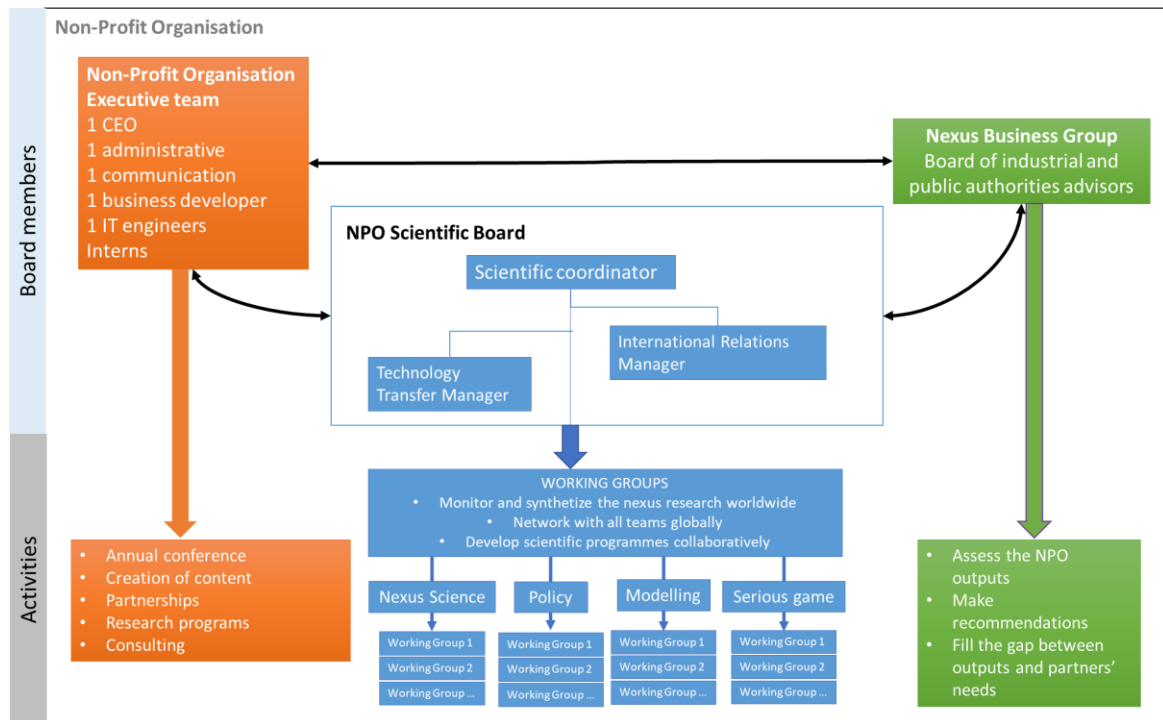 Non-Profit Organisation
Board members
Activities
Non-Profit Organisation
Executive team
1 CEO
1 administrative
1 communication
1 business developer
1 IT engineers
Interns
Nexus Business Group
Board of industrial and
public authorities advisors
NPO Scientific Board
Scientific coordinator
International Relations
Manager
Technology
Transfer Manager
WORKING GROUPS
• Monitor and synthetize the nexus research worldwide
• Network with all teams globally
• Develop scientific programmes collaboratively
Nexus Science
Working Group 1
Working Group 2
Working Group ...
Policy
Working Group 1
Working Group 2
Working Group ...
Modelling
Working Group 1
Working Group 2
Working Group ...
Serious game
Working Group 1
Working Group 2
Working Group ...
• Annual conference
• Creation of content
• Partnerships
• Research programs
• Consulting
• Assess the NPO
outputs
• Make
recommendations
• Fill the gap between
outputs and partners’
needs